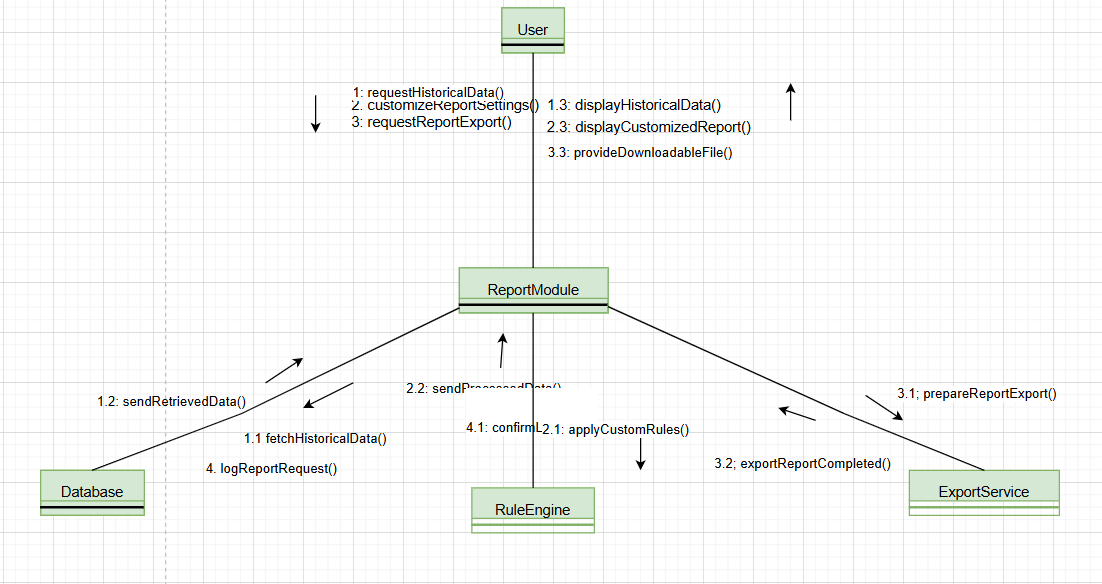 User
1: requestHistoricalData()
2. customizeReportSettings()
3: requestReportExport()
1.3: displayHistoricalData()
2.3: displayCustomizedReport()
3.3: provideDownloadableFile()
ReportModule
1.2: sendRetrievedData()
1.1 fetchHistoricalData()
4. logReportRequest()
2.2: sendProcessedData()
4.1: confirmL
2.1: applyCustomRules()
3.1; prepareReportExport()
3.2; exportReportCompleted()
Database
RuleEngine
ExportService